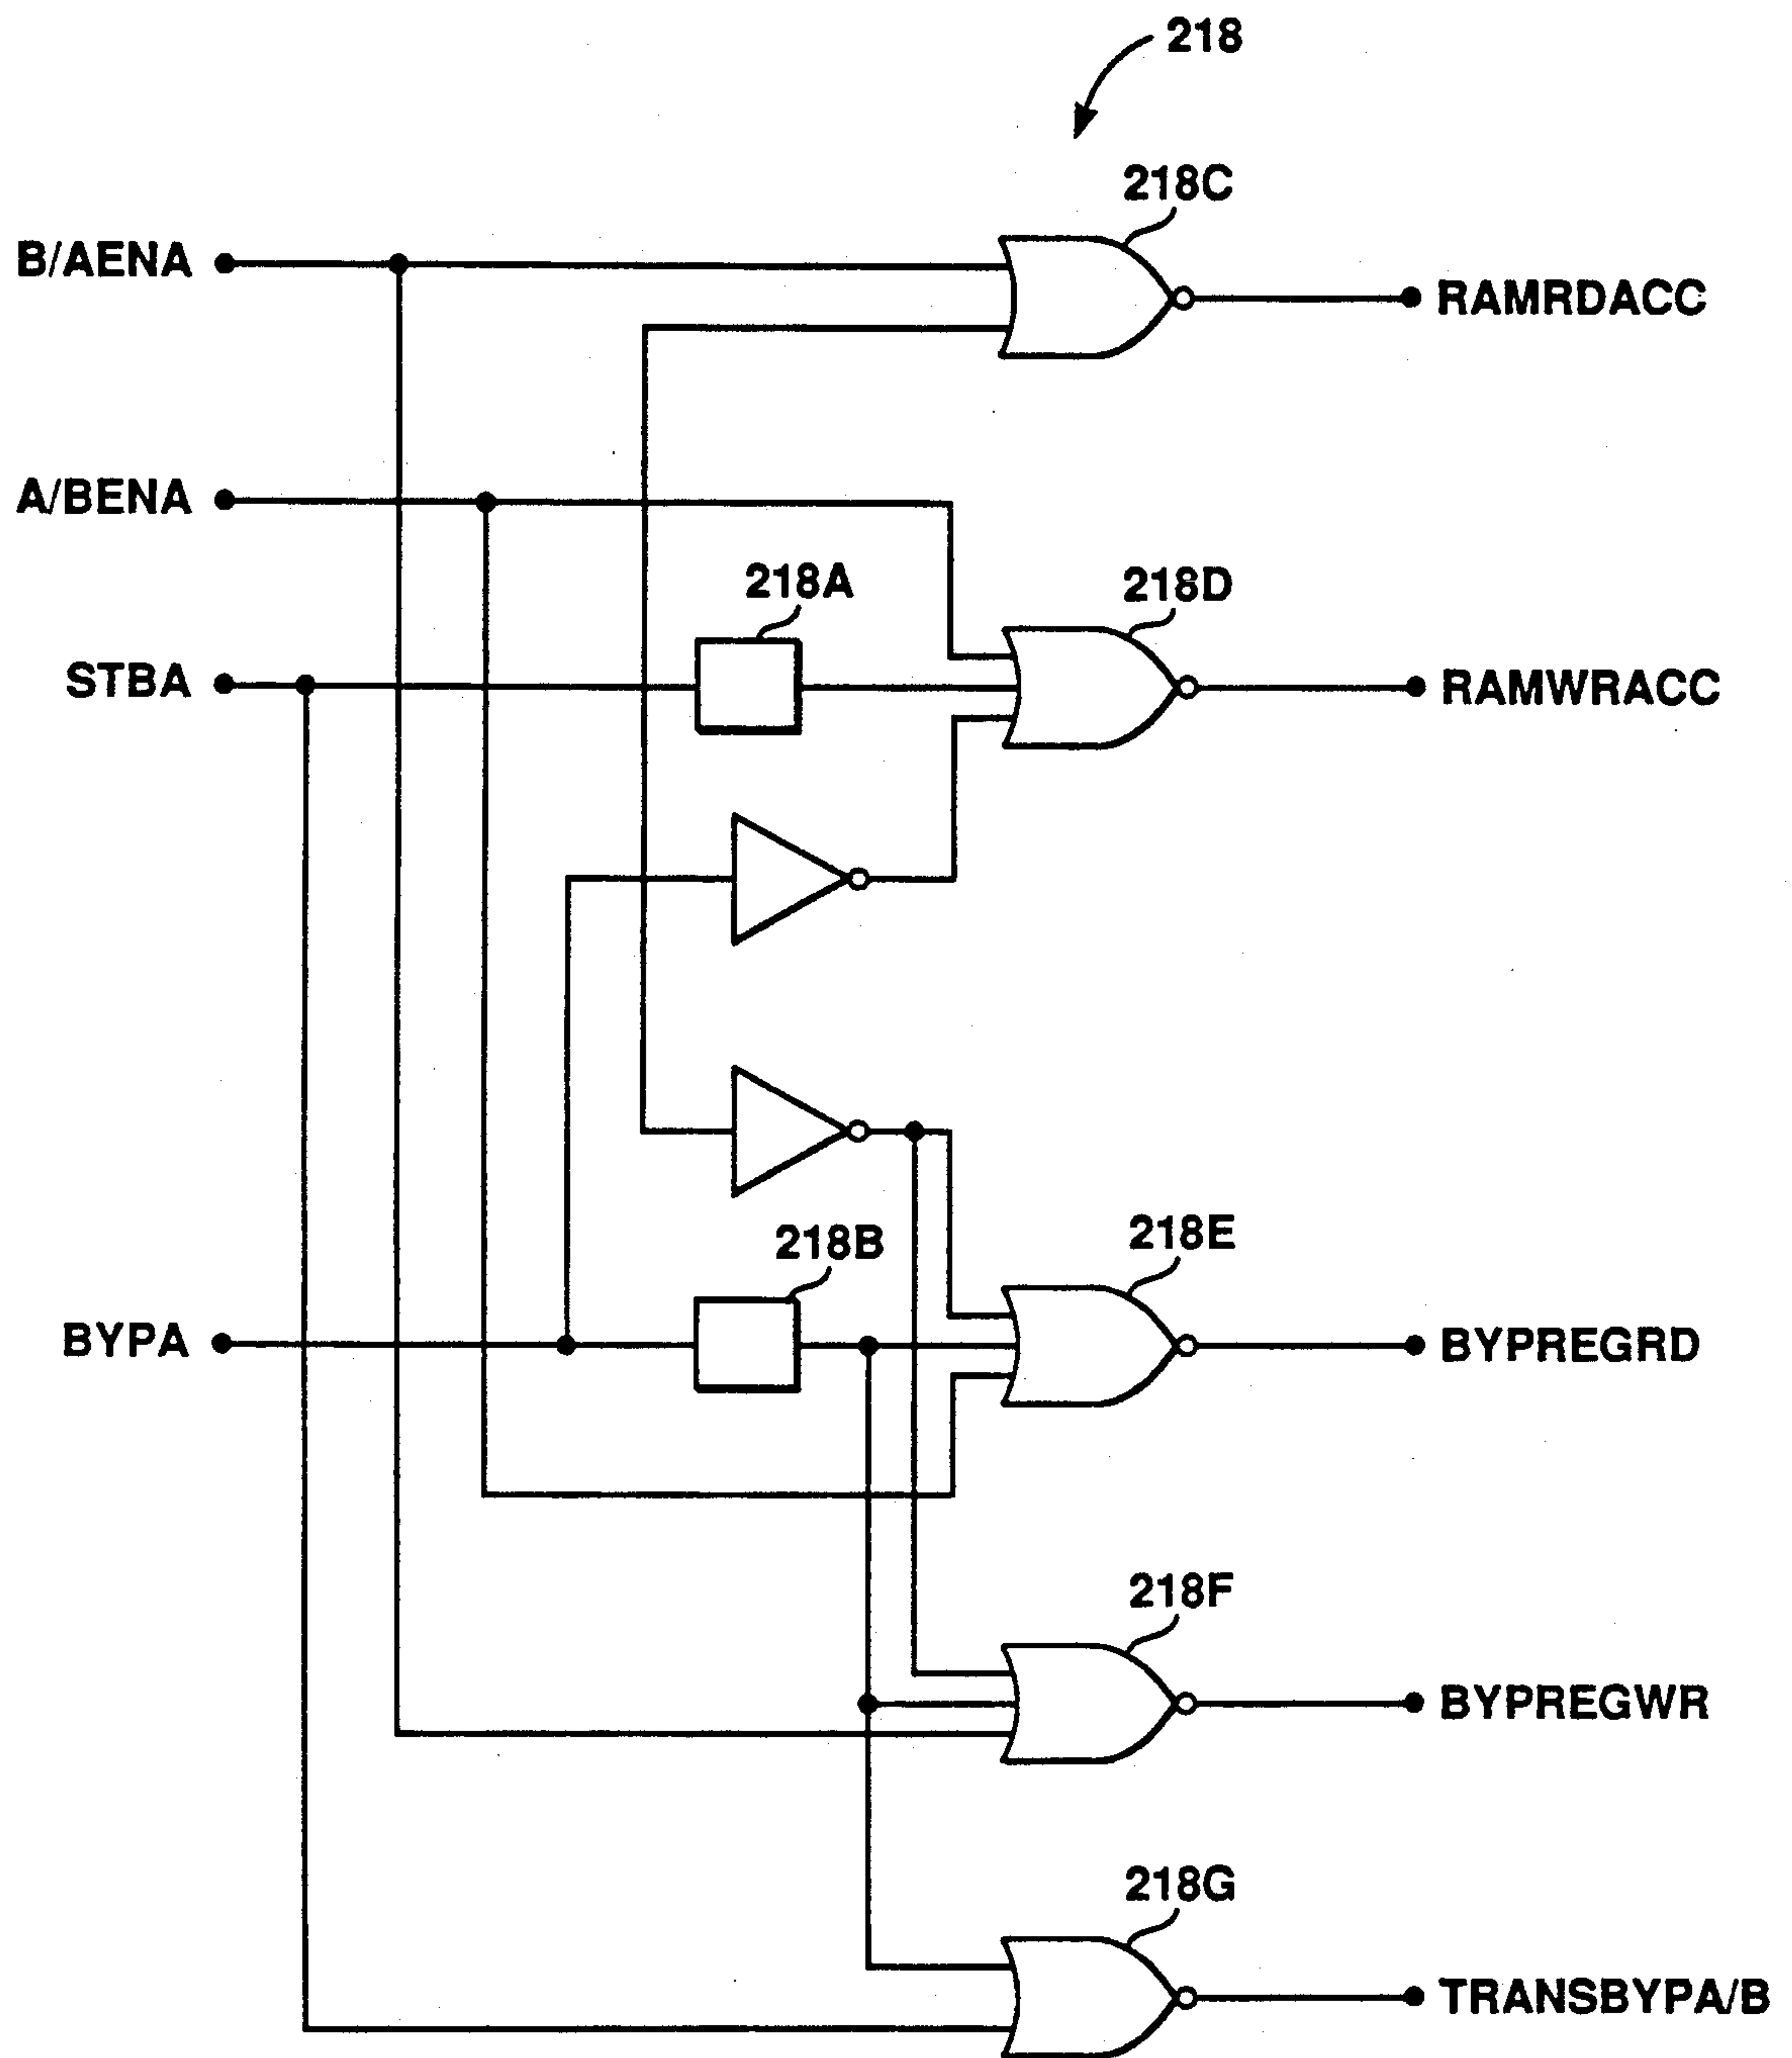 218
218C
B/AENA
RAMRDACC
A/BENA
218A
218D
STBA
RAMWRACC
218B
218E
BYPA
BYPREGRD
218F
BYPREGWR
218G
TRANSBYPA/B